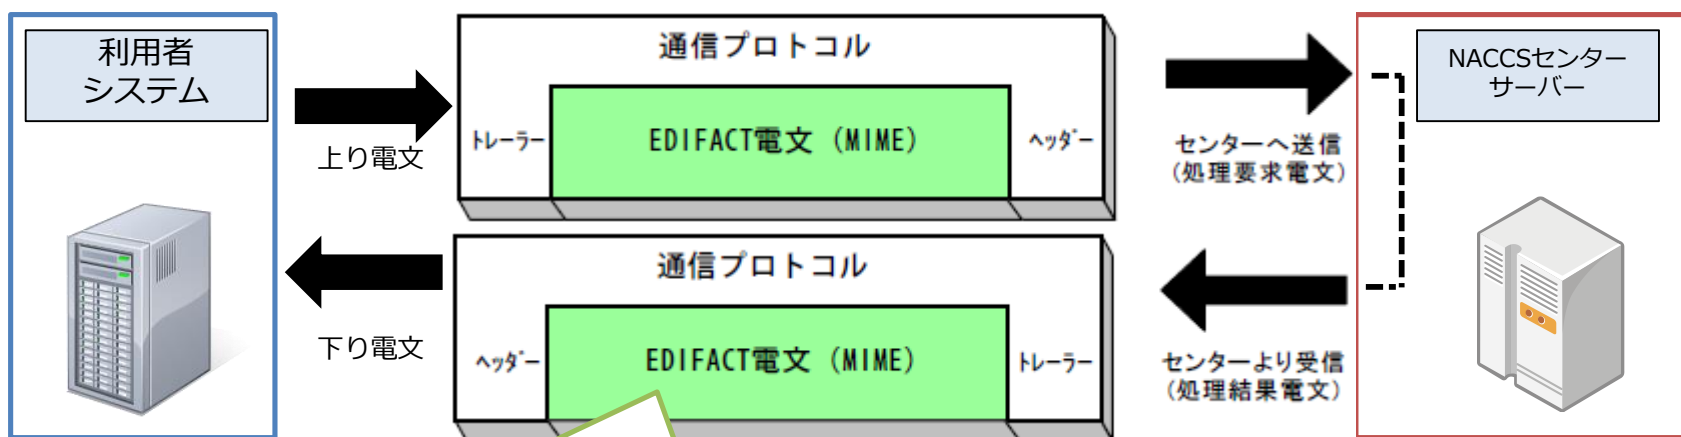 利用者
システム
上り電文
通信プロトコル
トレーラー
EDIFACT電文（MIME）
ヘッダー
センターへ送信
(処理要求電文)
NACCSセンター
サーバー
下り電文
通信プロトコル
ヘッダー
EDIFACT電文（MIME）
トレーラー
センターより受信
(処理結果電文)